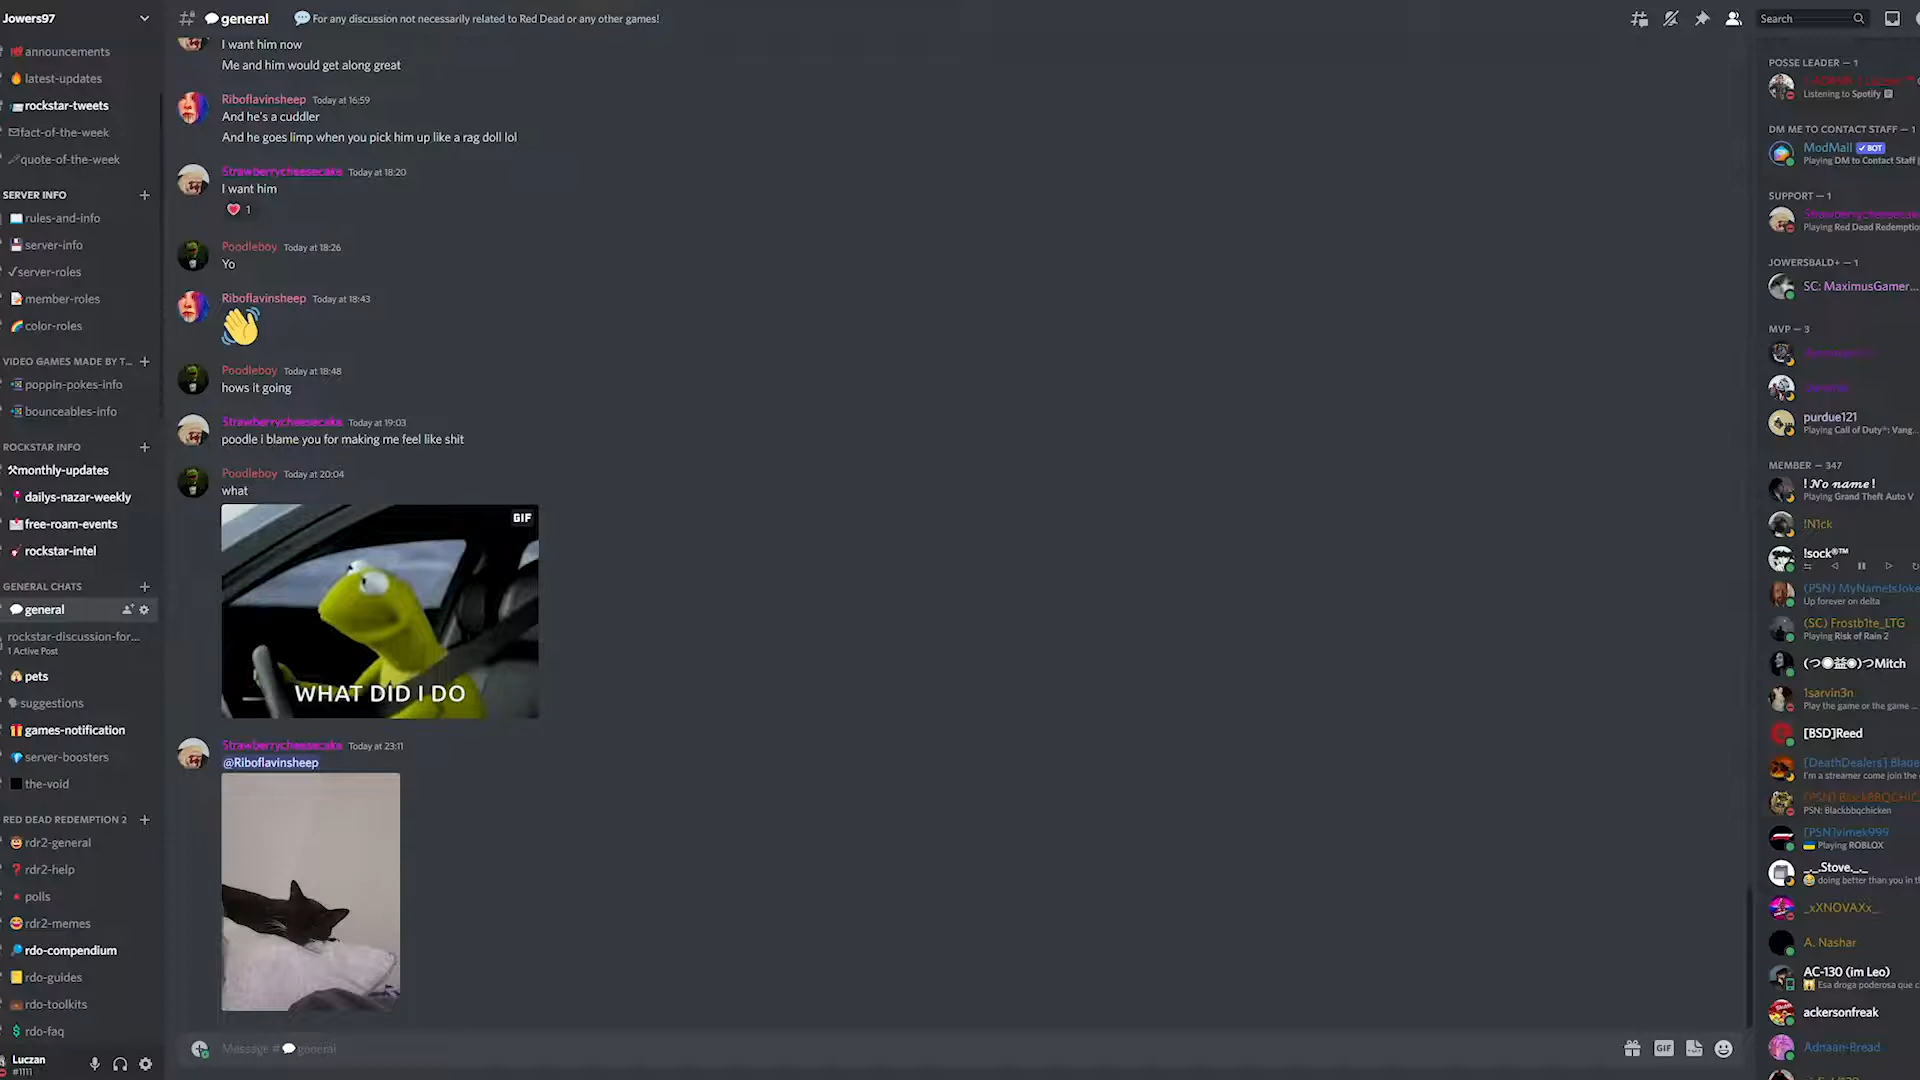 Jowers97
announcements
latest-updates
rockstar-tweets
fact-of-the-week
quote-of-the-week
SERVER INFO
rules-and-info
server-info
server-roles
member-roles
color-roles
VIDEO GAMES MADE BY T...
poppin-pokes-info
bounceables-info
ROCKSTAR INFO
monthly-updates
dailys-nazar-weekly
free-roam-events
rockstar-intel
GENERAL CHATS
general
rockstar-discussion-for...
1 Active Post
pets
suggestions
games-notification
server-boosters
the-void
RED DEAD REDEMPTION 2
rdr2-general
rdr2-help
polls
rdr2-memes
rdo-compendium
rdo-guides
rdo-toolkits
rdo-faq
Luczan
#1111
general
For any discussion not necessarily related to Red Dead or any other games!
Search
I want him now
Me and him would get along great
Riboflavinsheep Today at 16:59
And he's a cuddler
And he goes limp when you pick him up like a rag doll lol
Strawberrycheesecake Today at 18:20
I want him
1
Poodleboy Today at 18:26
Yo
Riboflavinsheep Today at 18:43
Poodleboy Today at 18:48
hows it going
Strawberrycheesecake Today at 19:03
poodle i blame you for making me feel like shit
Poodleboy Today at 20:04
what
GIF
WHAT DID I DO
Strawberrycheesecake Today at 23:11
@Riboflavinsheep
Message # general
GIF
POSSE LEADER — 1
Listening to Spotify
DM ME TO CONTACT STAFF — 1
ModMail BOT
Playing DM to Contact Staff |
SUPPORT — 1
Strawberrycheesecake
Playing Red Dead Redemptio
JOWERSBALD+ — 1
SC: MaximusGamer...
MVP — 3
purdue121
Playing Call of Duty®: Vang...
MEMBER — 347
! No name !
Playing Grand Theft Auto V
!N1ck
!sock®™
(PSN) MyNameIsJoke
Up forever on delta
(SC) Frostb1te_LTG
Playing Risk of Rain 2
(つ◉益◉)つMitch
1sarvin3n
Play the game or the game ...
[BSD]Reed
[DeathDealers] Blade
I'm a streamer come join the
[PSN] BlackBBQCHIC
PSN: Blackbbqchicken
[PSN]vimek999
Playing ROBLOX
_._.Stove._._
doing better than you in th
_xXNOVAXx_
A. Nashar
AC-130 (im Leo)
Esa droga poderosa que c
ackersonfreak
Adnaan-Bread